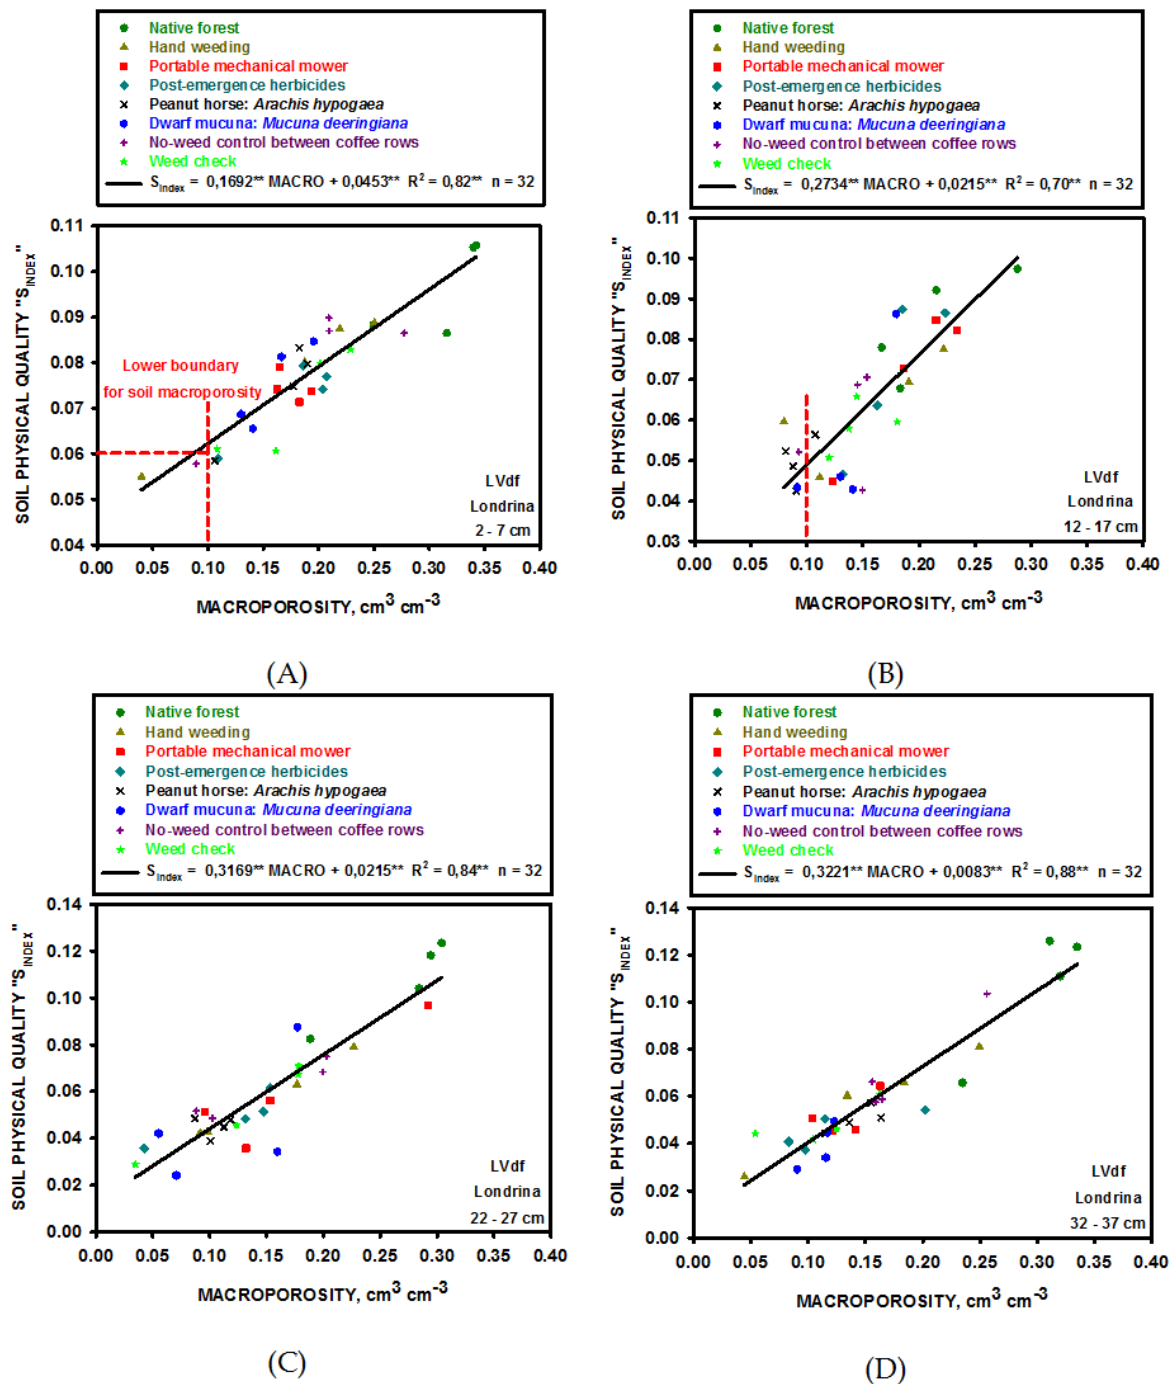 Native forest
Hand weeding
Portable mechanical mower
Post-emergence herbicides
Peanut horse: Arachis hypogaea
Dwarf mucuna: Mucuna deeringiana
No-weed control between coffee rows
Weed check
S_index = 0,1692** MACRO + 0,0453** R² = 0,82** n = 32
SOIL PHYSICAL QUALITY "S_INDEX"
0.11
0.10
0.09
0.08
0.07
0.06
0.05
0.04
Lower boundary
for soil macroporosity
LVdf
Londrina
2 - 7 cm
0.00 0.05 0.10 0.15 0.20 0.25 0.30 0.35 0.40
MACROPOROSITY, cm³ cm⁻³
(A)
Native forest
Hand weeding
Portable mechanical mower
Post-emergence herbicides
Peanut horse: Arachis hypogaea
Dwarf mucuna: Mucuna deeringiana
No-weed control between coffee rows
Weed check
S_index = 0,2734** MACRO + 0,0215** R² = 0,70** n = 32
SOIL PHYSICAL QUALITY "S_INDEX"
0.11
0.10
0.09
0.08
0.07
0.06
0.05
0.04
0.03
LVdf
Londrina
12 - 17 cm
0.00 0.05 0.10 0.15 0.20 0.25 0.30 0.35 0.40
MACROPOROSITY, cm³ cm⁻³
(B)
Native forest
Hand weeding
Portable mechanical mower
Post-emergence herbicides
Peanut horse: Arachis hypogaea
Dwarf mucuna: Mucuna deeringiana
No-weed control between coffee rows
Weed check
S_index = 0,3169** MACRO + 0,0215** R² = 0,84** n = 32
SOIL PHYSICAL QUALITY "S_INDEX"
0.14
0.12
0.10
0.08
0.06
0.04
0.02
0.00
LVdf
Londrina
22 - 27 cm
0.00 0.05 0.10 0.15 0.20 0.25 0.30 0.35 0.40
MACROPOROSITY, cm³ cm⁻³
(C)
Native forest
Hand weeding
Portable mechanical mower
Post-emergence herbicides
Peanut horse: Arachis hypogaea
Dwarf mucuna: Mucuna deeringiana
No-weed control between coffee rows
Weed check
S_index = 0,3221** MACRO + 0,0083** R² = 0,88** n = 32
SOIL PHYSICAL QUALITY "S_INDEX"
0.14
0.12
0.10
0.08
0.06
0.04
0.02
0.00
LVdf
Londrina
32 - 37 cm
0.00 0.05 0.10 0.15 0.20 0.25 0.30 0.35 0.40
MACROPOROSITY, cm³ cm⁻³
(D)